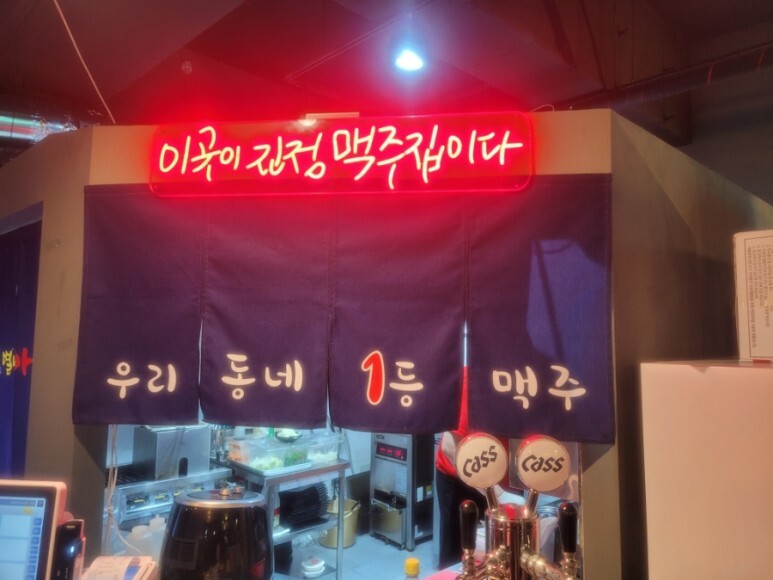 이곳이 진정 맥주집이다
우리 동네 1등 맥주
cass
cass